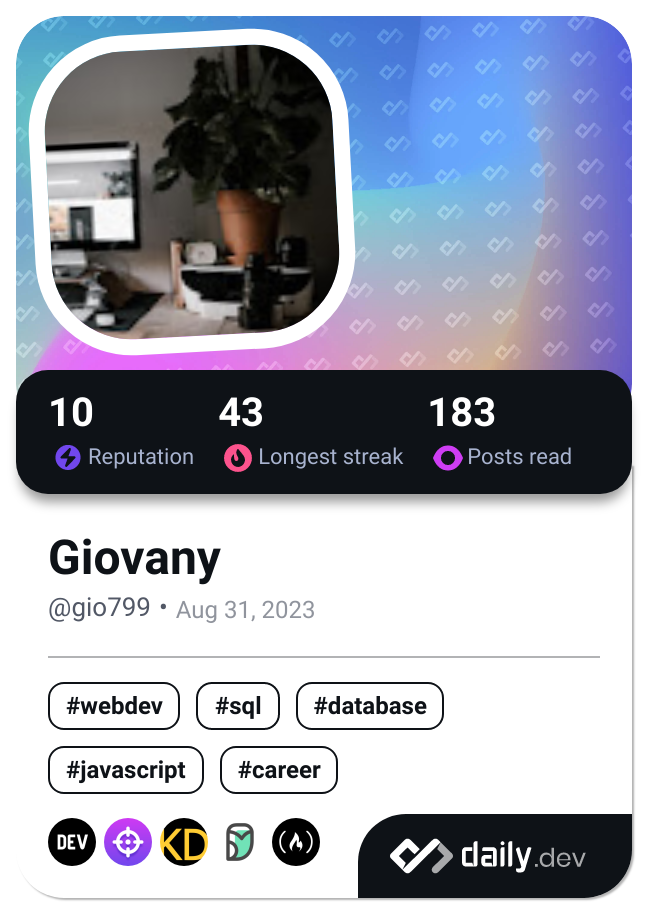 10 43 183
Reputation Longest streak Posts read
Giovany
@gio799 • Aug 31, 2023
#webdev #sql #database
#javascript #career
DEV KD daily.dev